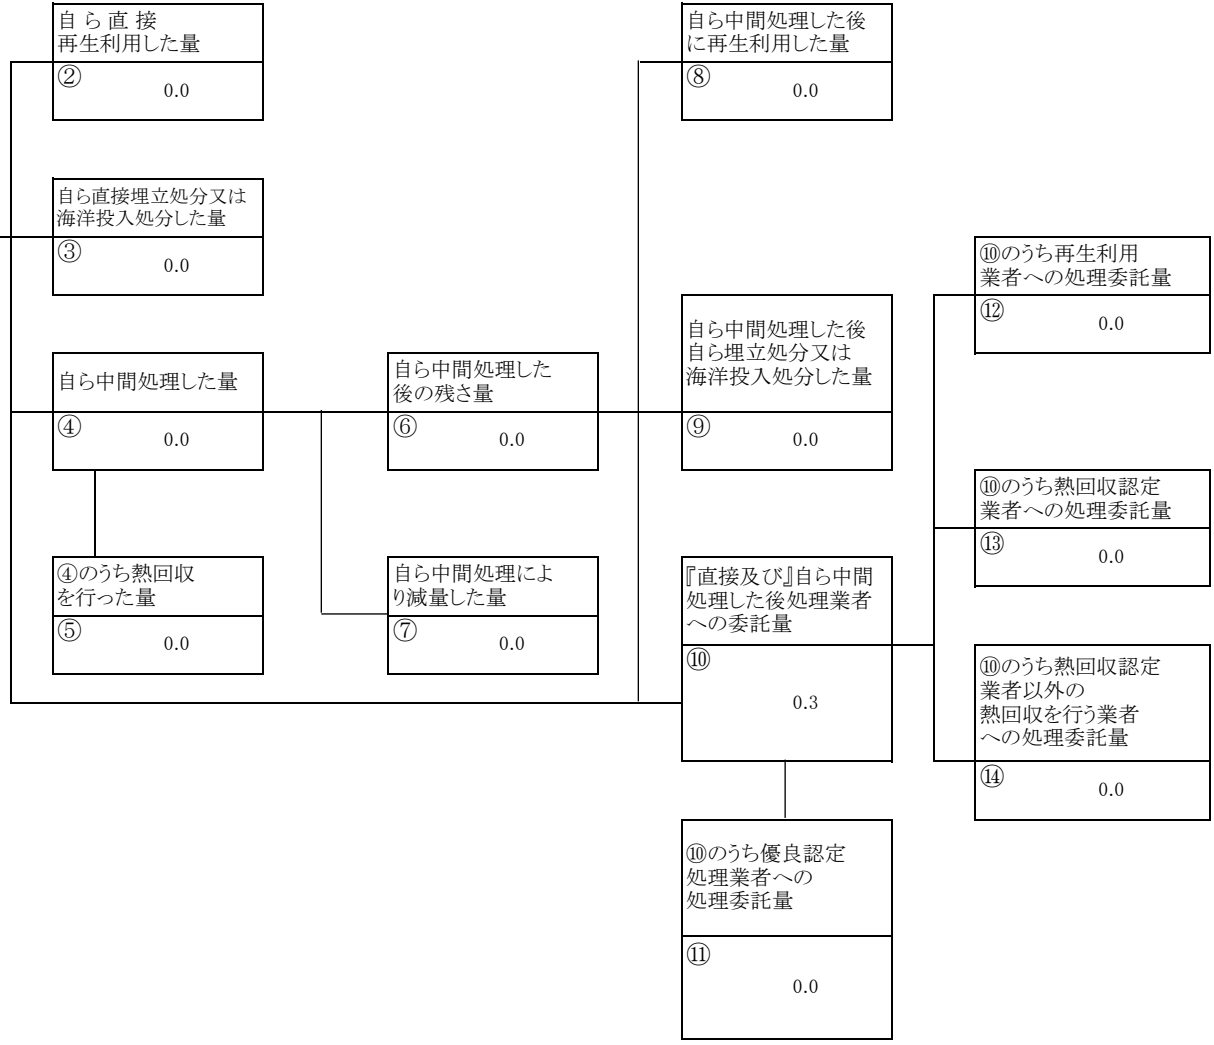 自 ら 直 接
再生利用した量
②
0.0
自ら直接埋立処分又は
海洋投入処分した量
③
0.0
自ら中間処理した量
④
0.0
④のうち熱回収
を行った量
⑤
0.0
自ら中間処理した
後の残さ量
⑥
0.0
自ら中間処理によ
り減量した量
⑦
0.0
自ら中間処理した後
に再生利用した量
⑧
0.0
自ら中間処理した後
自ら埋立処分又は
海洋投入処分した量
⑨
0.0
『直接及び』自ら中間
処理した後処理業者
への委託量
⑩
0.3
⑩のうち優良認定
処理業者への
処理委託量
⑪
0.0
⑩のうち再生利用
業者への処理委託量
⑫
0.0
⑩のうち熱回収認定
業者への処理委託量
⑬
0.0
⑩のうち熱回収認定
業者以外の
熱回収を行う業者
への処理委託量
⑭
0.0